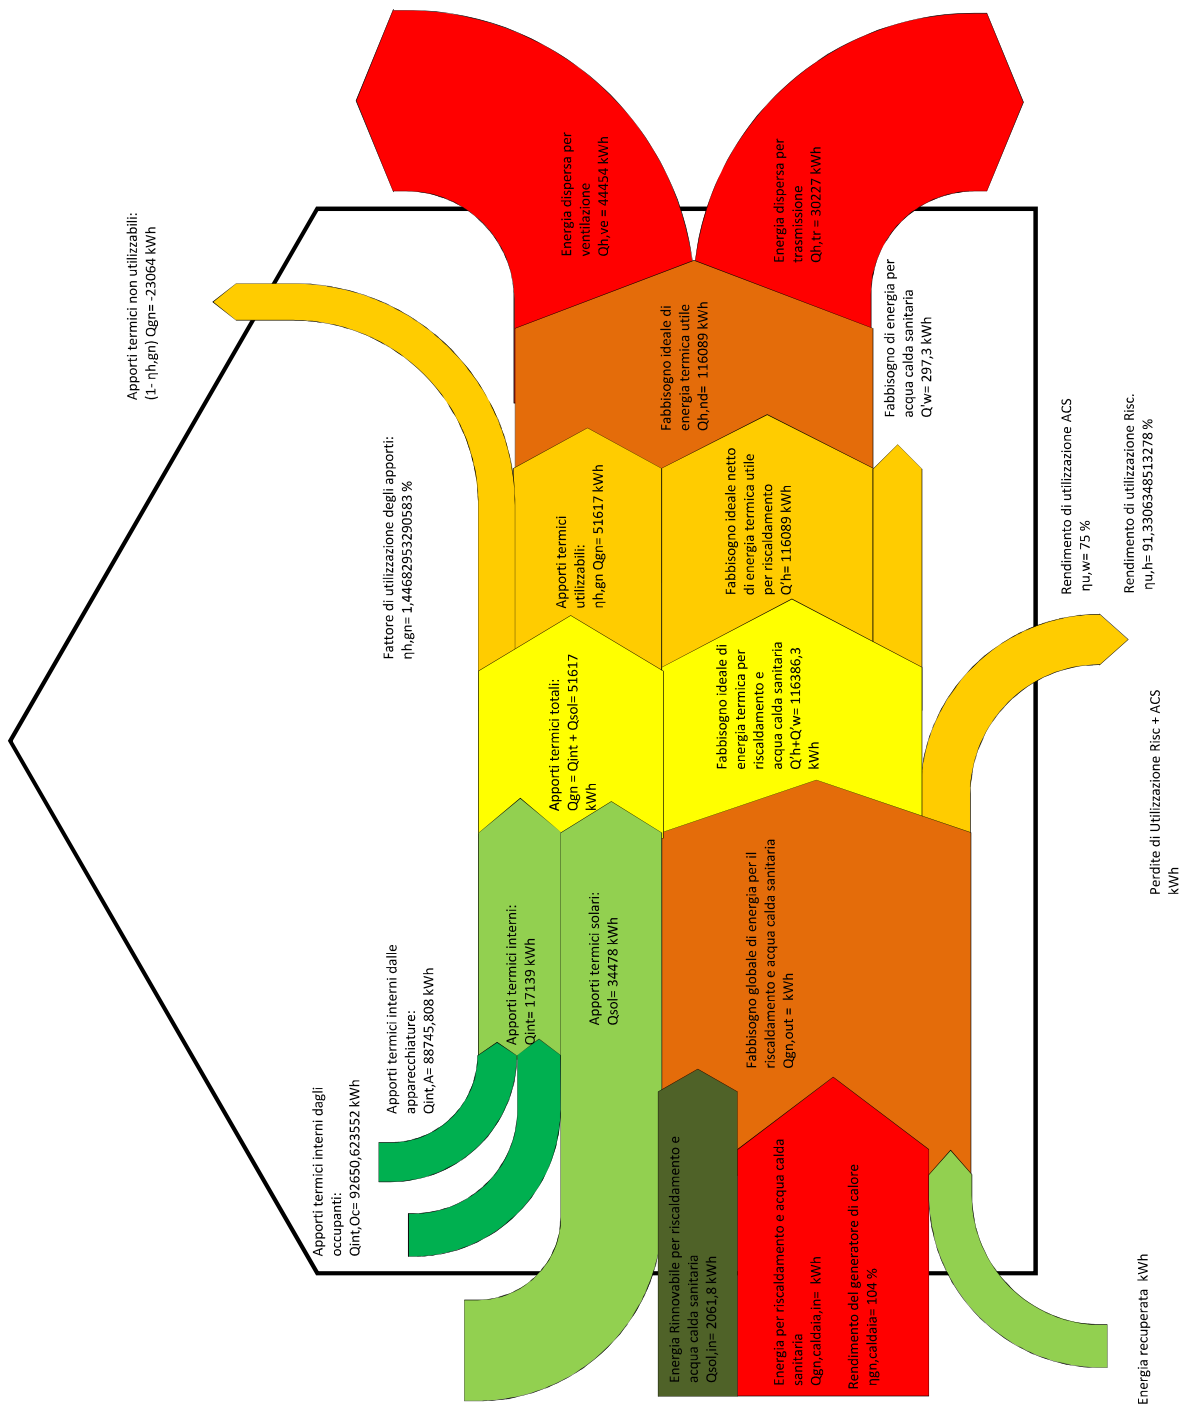 Apporti termici non utilizzabili:
(1- ηh,gn) Qgn= -23064 kWh
Apporti termici interni dagli
occupanti:
Qint,Oc= 92650,623552 kWh
Apporti termici interni dalle
apparecchiature:
Qint,A= 88745,808 kWh
Fattore di utilizzazione degli apporti:
ηh,gn= 1,44682953290583 %
Apporti termici interni:
Qint= 17139 kWh
Apporti termici solari:
Qsol= 34478 kWh
Apporti termici totali:
Qgn = Qint + Qsol= 51617
kWh
Apporti termici
utilizzabili:
ηh,gn Qgn= 51617 kWh
Energia dispersa per
ventilazione
Qh,ve = 44454 kWh
Energia Rinnovabile per riscaldamento e
acqua calda sanitaria
Qsol,in= 2061,8 kWh
Energia per riscaldamento e acqua calda
sanitaria
Qgn,caldaia,in=  kWh
Rendimento del generatore di calore
ηgn,caldaia= 104 %
Fabbisogno globale di energia per il
riscaldamento e acqua calda sanitaria
Qgn,out =  kWh
Fabbisogno ideale di
energia termica per
riscaldamento e
acqua calda sanitaria
Q’h+Q’w= 116386,3
kWh
Fabbisogno ideale netto
di energia termica utile
per riscaldamento
Q’h= 116089 kWh
Fabbisogno ideale di
energia termica utile
Qh,nd=  116089 kWh
Energia dispersa per
trasmissione
Qh,tr = 30227 kWh
Fabbisogno di energia per
acqua calda sanitaria
Q’w= 297,3 kWh
Rendimento di utilizzazione ACS
ηu,w= 75 %
Rendimento di utilizzazione Risc.
ηu,h= 91,3306348513278 %
Perdite di Utilizzazione Risc + ACS
kWh
Energia recuperata  kWh